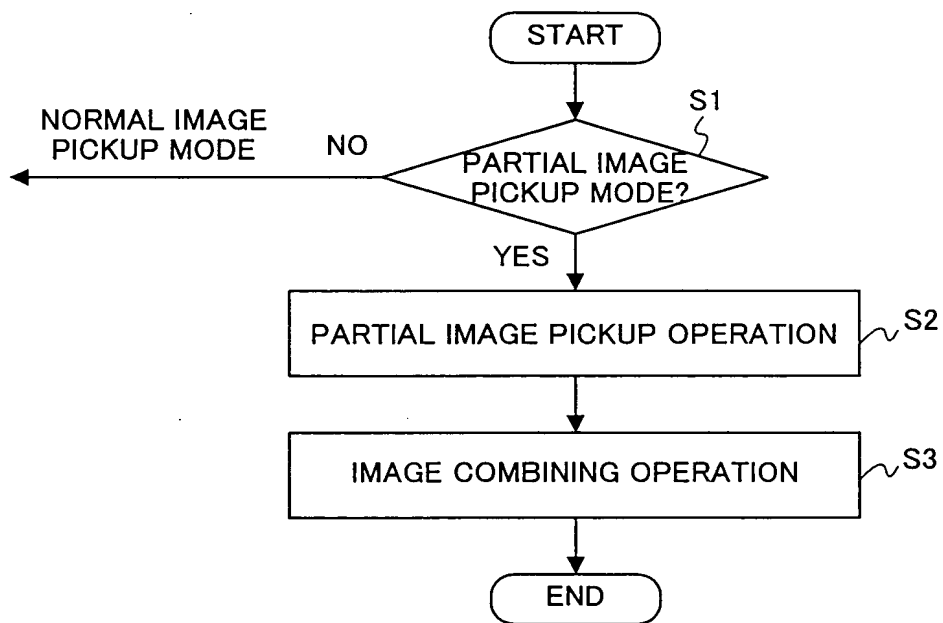 START
S1
NORMAL IMAGE
PICKUP MODE
NO
PARTIAL IMAGE
PICKUP MODE?
YES
PARTIAL IMAGE PICKUP OPERATION
S2
IMAGE COMBINING OPERATION
S3
END